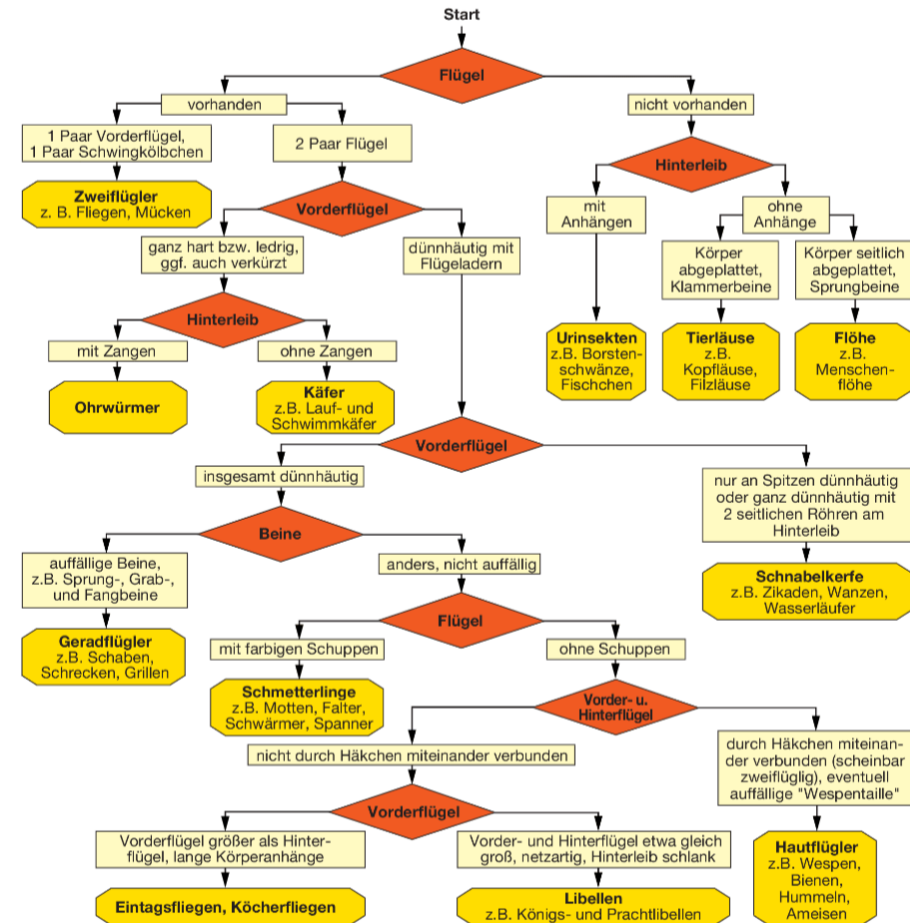 Start
Flügel
vorhanden
nicht vorhanden
1 Paar Vorderflügel,
1 Paar Schwingkölbchen
2 Paar Flügel
Hinterleib
Zweiflügler
z. B. Fliegen, Mücken
Vorderflügel
mit
Anhängen
ohne
Anhänge
ganz hart bzw. ledrig,
ggf. auch verkürzt
dünnhäutig mit
Flügeladern
Körper
abgeplattet,
Klammerbeine
Körper seitlich
abgeplattet,
Sprungbeine
Hinterleib
mit Zangen
ohne Zangen
Urinsekten
z.B. Borsten-
schwänze,
Fischchen
Tierläuse
z.B.
Kopfläuse,
Filzläuse
Flöhe
z.B.
Menschen-
flöhe
Ohrwürmer
Käfer
z.B. Lauf- und
Schwimmkäfer
Vorderflügel
insgesamt dünnhäutig
nur an Spitzen dünnhäutig
oder ganz dünnhäutig mit
2 seitlichen Röhren am
Hinterleib
Beine
auffällige Beine,
z.B. Sprung-, Grab-,
und Fangbeine
anders, nicht auffällig
Schnabelkerfe
z.B. Zikaden, Wanzen,
Wasserläufer
Flügel
Geradflügler
z.B. Schaben,
Schrecken, Grillen
mit farbigen Schuppen
ohne Schuppen
Schmetterlinge
z.B. Motten, Falter,
Schwärmer, Spanner
Vorder- u.
Hinterflügel
nicht durch Häkchen miteinander verbunden
durch Häkchen miteinan-
der verbunden (scheinbar
zweiflüglig), eventuell
auffällige "Wespentaille"
Vorderflügel
Vorderflügel größer als Hinter-
flügel, lange Körperanhänge
Vorder- und Hinterflügel etwa gleich
groß, netzartig, Hinterleib schlank
Hautflügler
z.B. Wespen,
Bienen,
Hummeln,
Ameisen
Eintagsfliegen, Köcherfliegen
Libellen
z.B. Königs- und Prachtlibellen